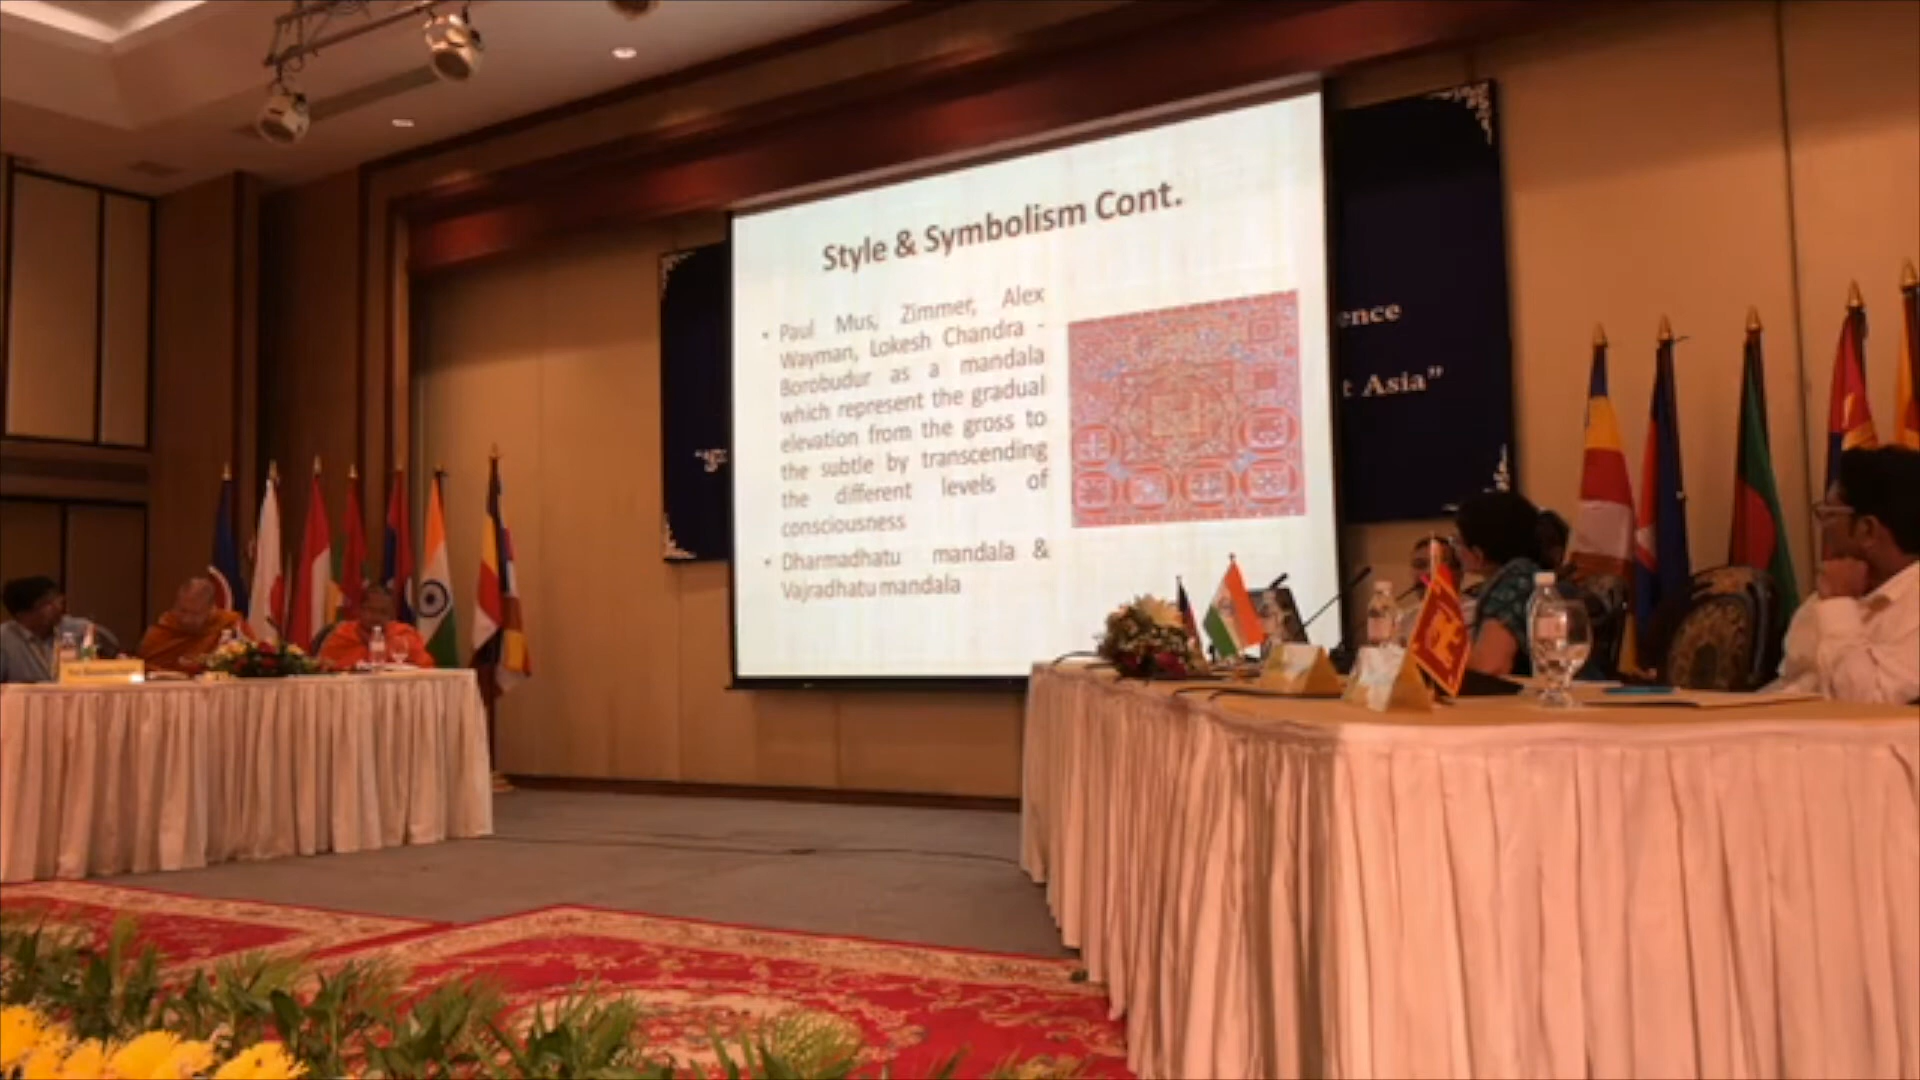 Style & Symbolism Cont.
• Paul Mus, Zimmer, Alex
Wayman, Lokesh Chandra -
Borobudur as a mandala
which represent the gradual
elevation from the gross to
the subtle by transcending
the different levels of
consciousness
• Dharmadhatu mandala &
Vajradhatu mandala
ence
t Asia”